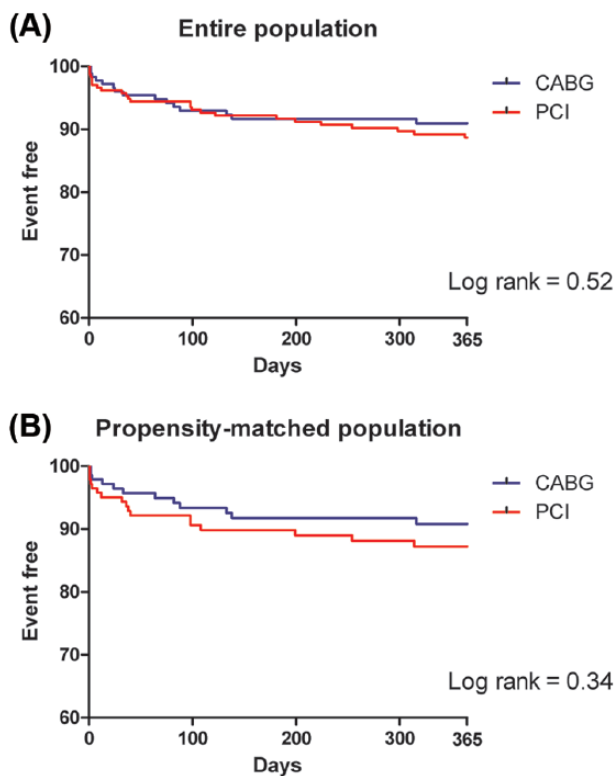 (A) Entire population
100
90
80
70
60
Event free
0 100 200 300 365
Days
CABG
PCI
Log rank = 0.52
(B) Propensity-matched population
100
90
80
70
60
Event free
0 100 200 300 365
Days
CABG
PCI
Log rank = 0.34